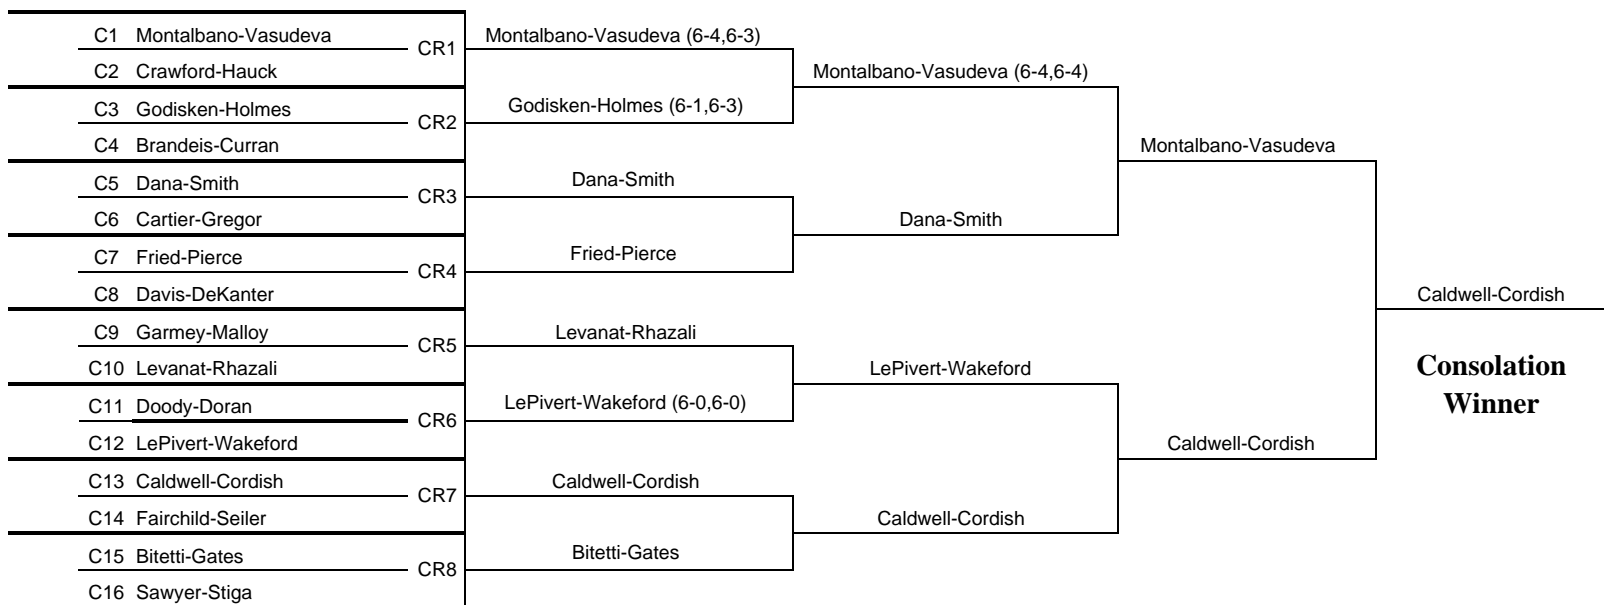 C1 Montalbano-Vasudeva
CR1
C2 Crawford-Hauck
C3 Godisken-Holmes
CR2
C4 Brandeis-Curran
C5 Dana-Smith
CR3
C6 Cartier-Gregor
C7 Fried-Pierce
CR4
C8 Davis-DeKanter
C9 Garmey-Malloy
CR5
C10 Levanat-Rhazali
C11 Doody-Doran
CR6
C12 LePivert-Wakeford
C13 Caldwell-Cordish
CR7
C14 Fairchild-Seiler
C15 Bitetti-Gates
CR8
C16 Sawyer-Stiga
Montalbano-Vasudeva (6-4,6-3)
Godisken-Holmes (6-1,6-3)
Dana-Smith
Fried-Pierce
Levanat-Rhazali
LePivert-Wakeford (6-0,6-0)
Caldwell-Cordish
Bitetti-Gates
Montalbano-Vasudeva (6-4,6-4)
Dana-Smith
LePivert-Wakeford
Caldwell-Cordish
Montalbano-Vasudeva
Caldwell-Cordish
Caldwell-Cordish
Consolation
Winner